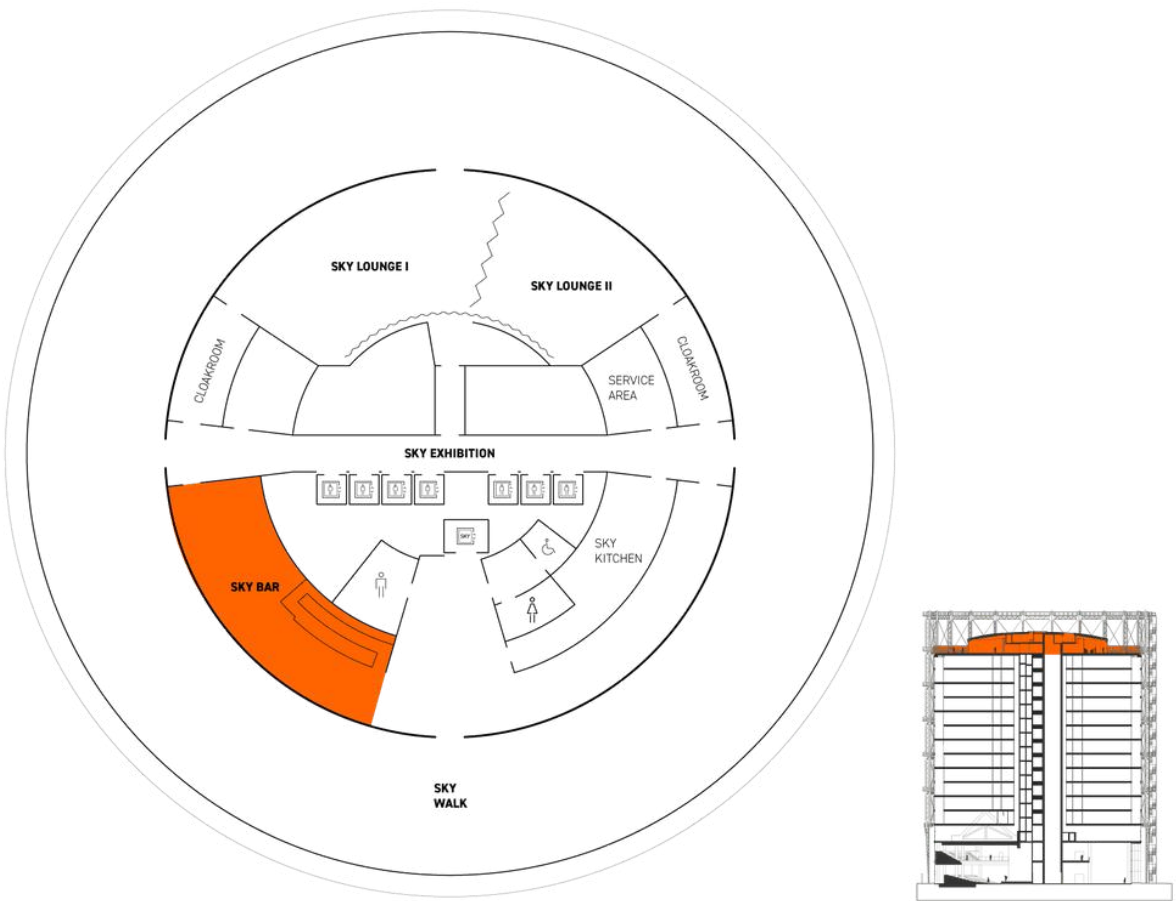 SKY LOUNGE I
SKY LOUNGE II
CLOAKROOM
CLOAKROOM
SERVICE
AREA
SKY EXHIBITION
SKY
SKY
KITCHEN
SKY BAR
SKY
WALK